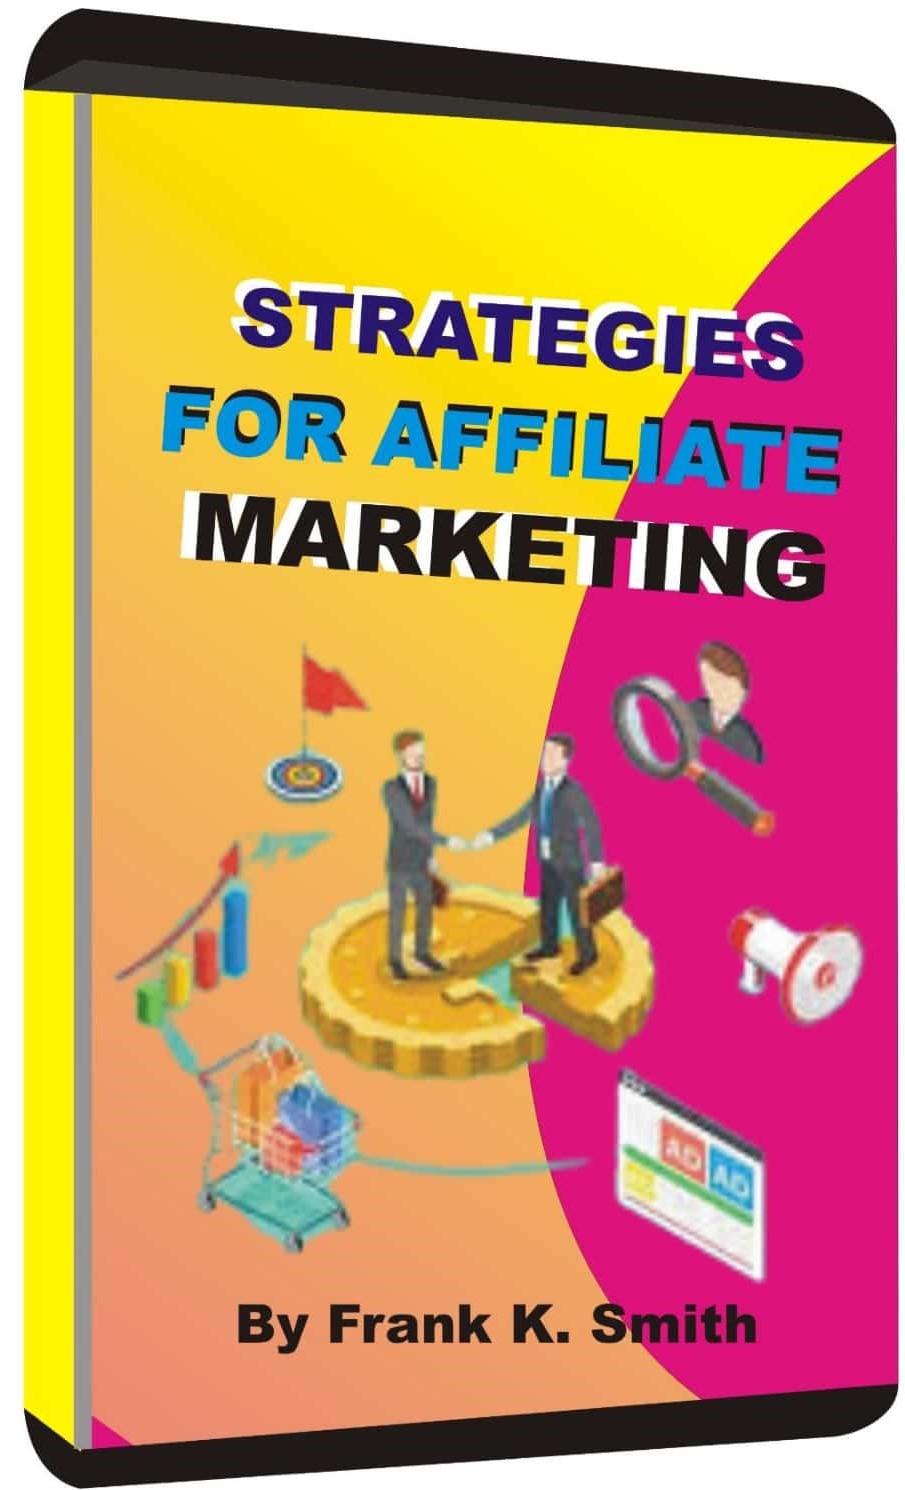 STRATEGIES
FOR AFFILIATE
MARKETING
AD AD
By Frank K. Smith